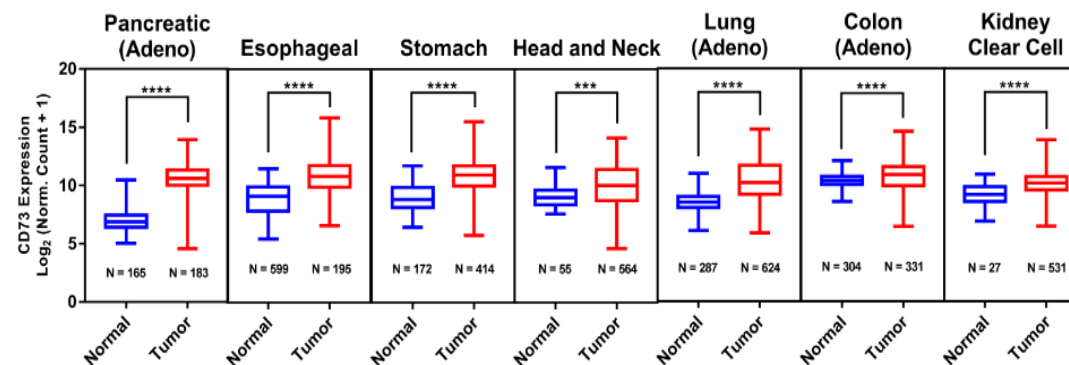 Pancreatic
(Adeno)
Esophageal
Stomach
Head and Neck
Lung
(Adeno)
Colon
(Adeno)
Kidney
Clear Cell
CD73 Expression
Log2 (Norm. Count + 1)
20
15
10
5
0
****
****
****
***
****
****
****
N = 165
N = 183
N = 599
N = 195
N = 172
N = 414
N = 55
N = 564
N = 287
N = 624
N = 304
N = 331
N = 27
N = 531
Normal
Tumor
Normal
Tumor
Normal
Tumor
Normal
Tumor
Normal
Tumor
Normal
Tumor
Normal
Tumor